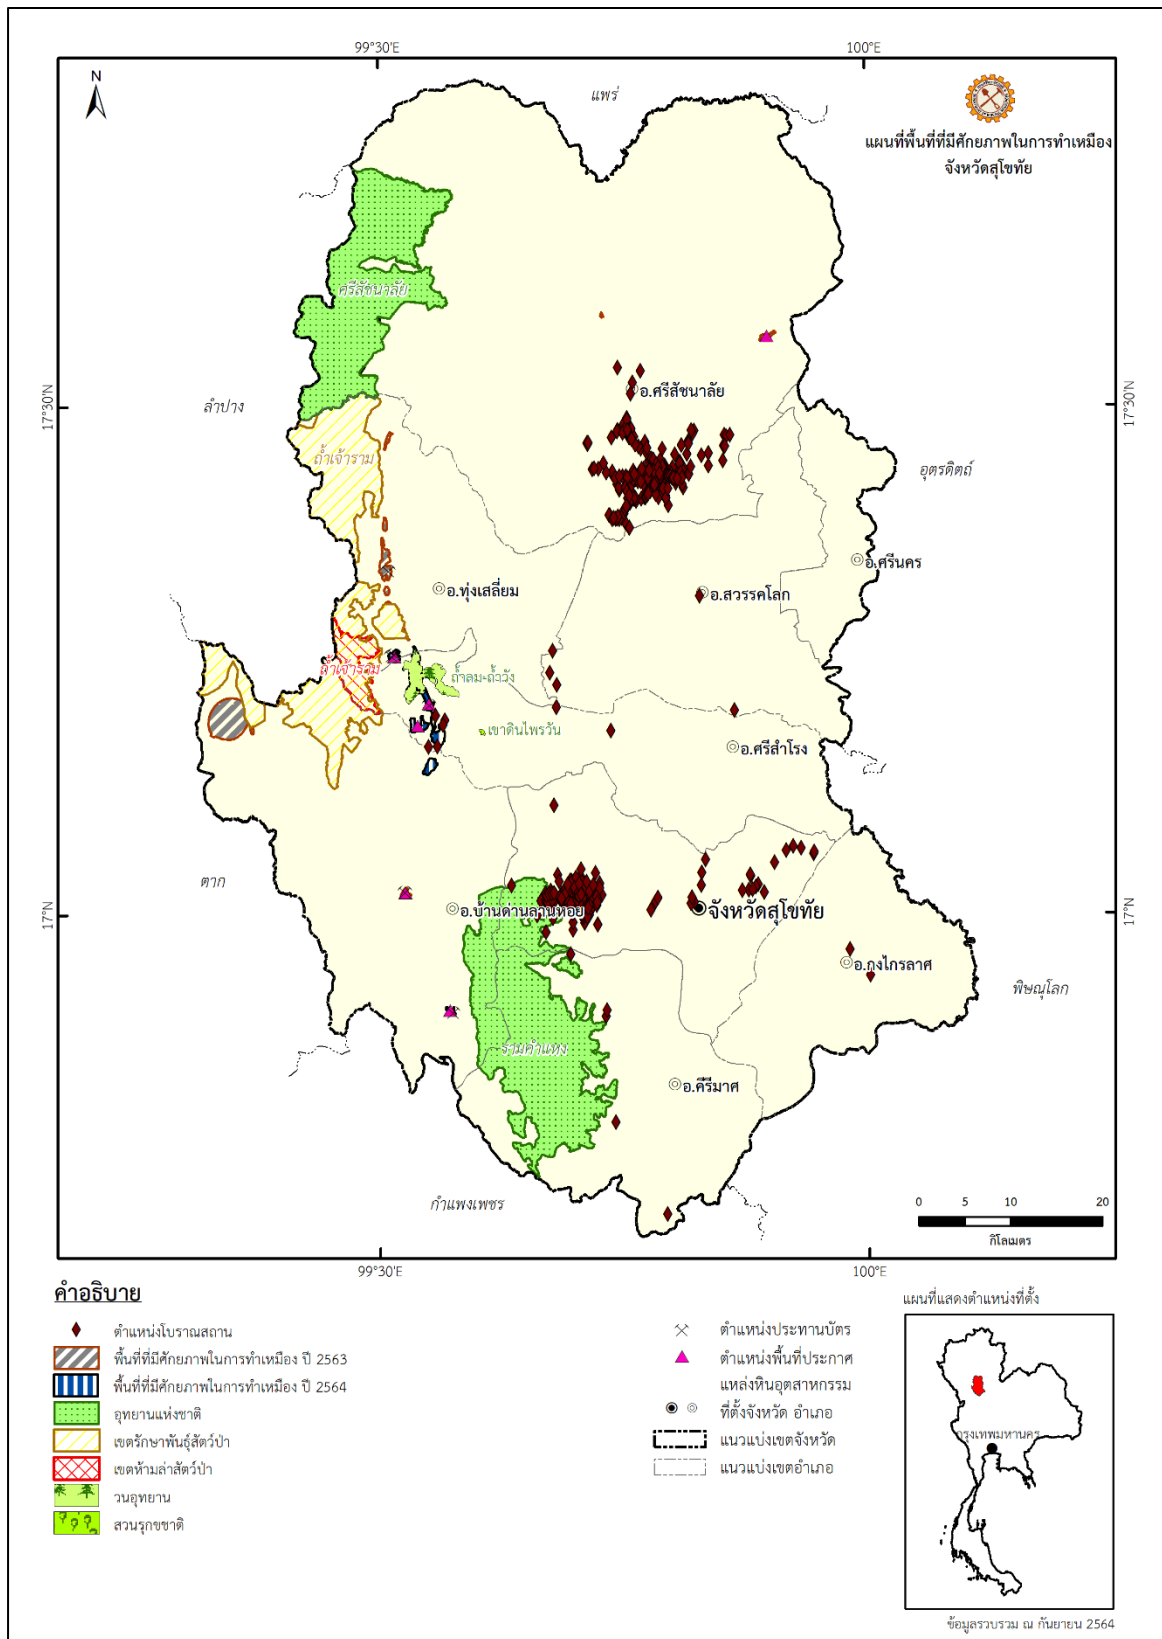 99°30'E
100°E
N
แพร่
แผนที่พื้นที่ที่มีศักยภาพในการทำเหมือง
จังหวัดสุโขทัย
ศรีสัชนาลัย
อ.ศรีสัชนาลัย
ลำปาง
17°30'N
17°30'N
ถ้ำเจ้าราม
อุตรดิตถ์
อ.ศรีนคร
อ.ทุ่งเสลี่ยม
อ.สวรรคโลก
ถ้ำเจ้าราม
ถ้ำลม-ถ้ำวัง
เขาดินไพรวัน
อ.ศรีสำโรง
ตาก
17°N
17°N
อ.บ้านด่านลานหอย
จังหวัดสุโขทัย
อ.กงไกรลาศ
พิษณุโลก
รามคำแหง
อ.คีรีมาศ
กำแพงเพชร
0 5 10 20
กิโลเมตร
99°30'E
100°E
คำอธิบาย
ตำแหน่งโบราณสถาน
พื้นที่ที่มีศักยภาพในการทำเหมือง ปี 2563
พื้นที่ที่มีศักยภาพในการทำเหมือง ปี 2564
อุทยานแห่งชาติ
เขตรักษาพันธุ์สัตว์ป่า
เขตห้ามล่าสัตว์ป่า
วนอุทยาน
สวนรุกขชาติ
ตำแหน่งประทานบัตร
ตำแหน่งพื้นที่ประกาศ
แหล่งหินอุตสาหกรรม
ที่ตั้งจังหวัด อำเภอ
แนวแบ่งเขตจังหวัด
แนวแบ่งเขตอำเภอ
แผนที่แสดงตำแหน่งที่ตั้ง
กรุงเทพมหานคร
ข้อมูลรวบรวม ณ กันยายน 2564